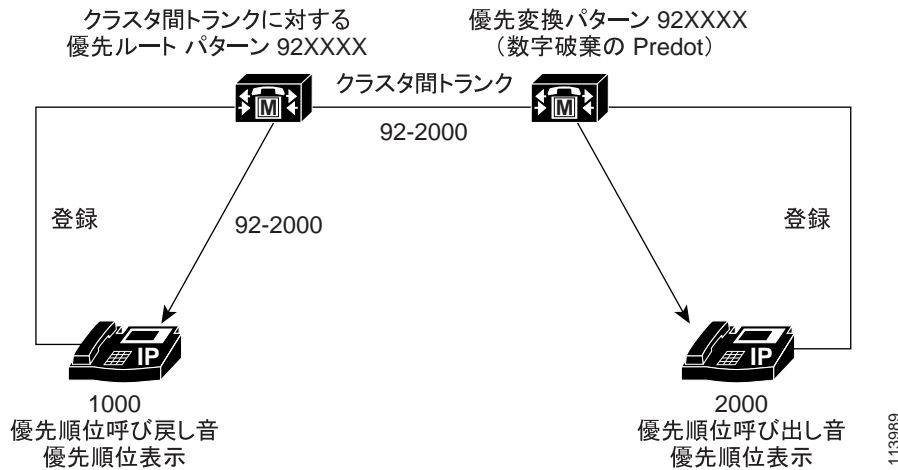 クラスタ間トランクに対する
優先ルート パターン 92XXXX
優先変換パターン 92XXXX
（数字破棄の Predot）
M
クラスタ間トランク
M
92-2000
登録
92-2000
登録
IP
IP
1000
優先順位呼び戻し音
優先順位表示
2000
優先順位呼び出し音
優先順位表示
113989